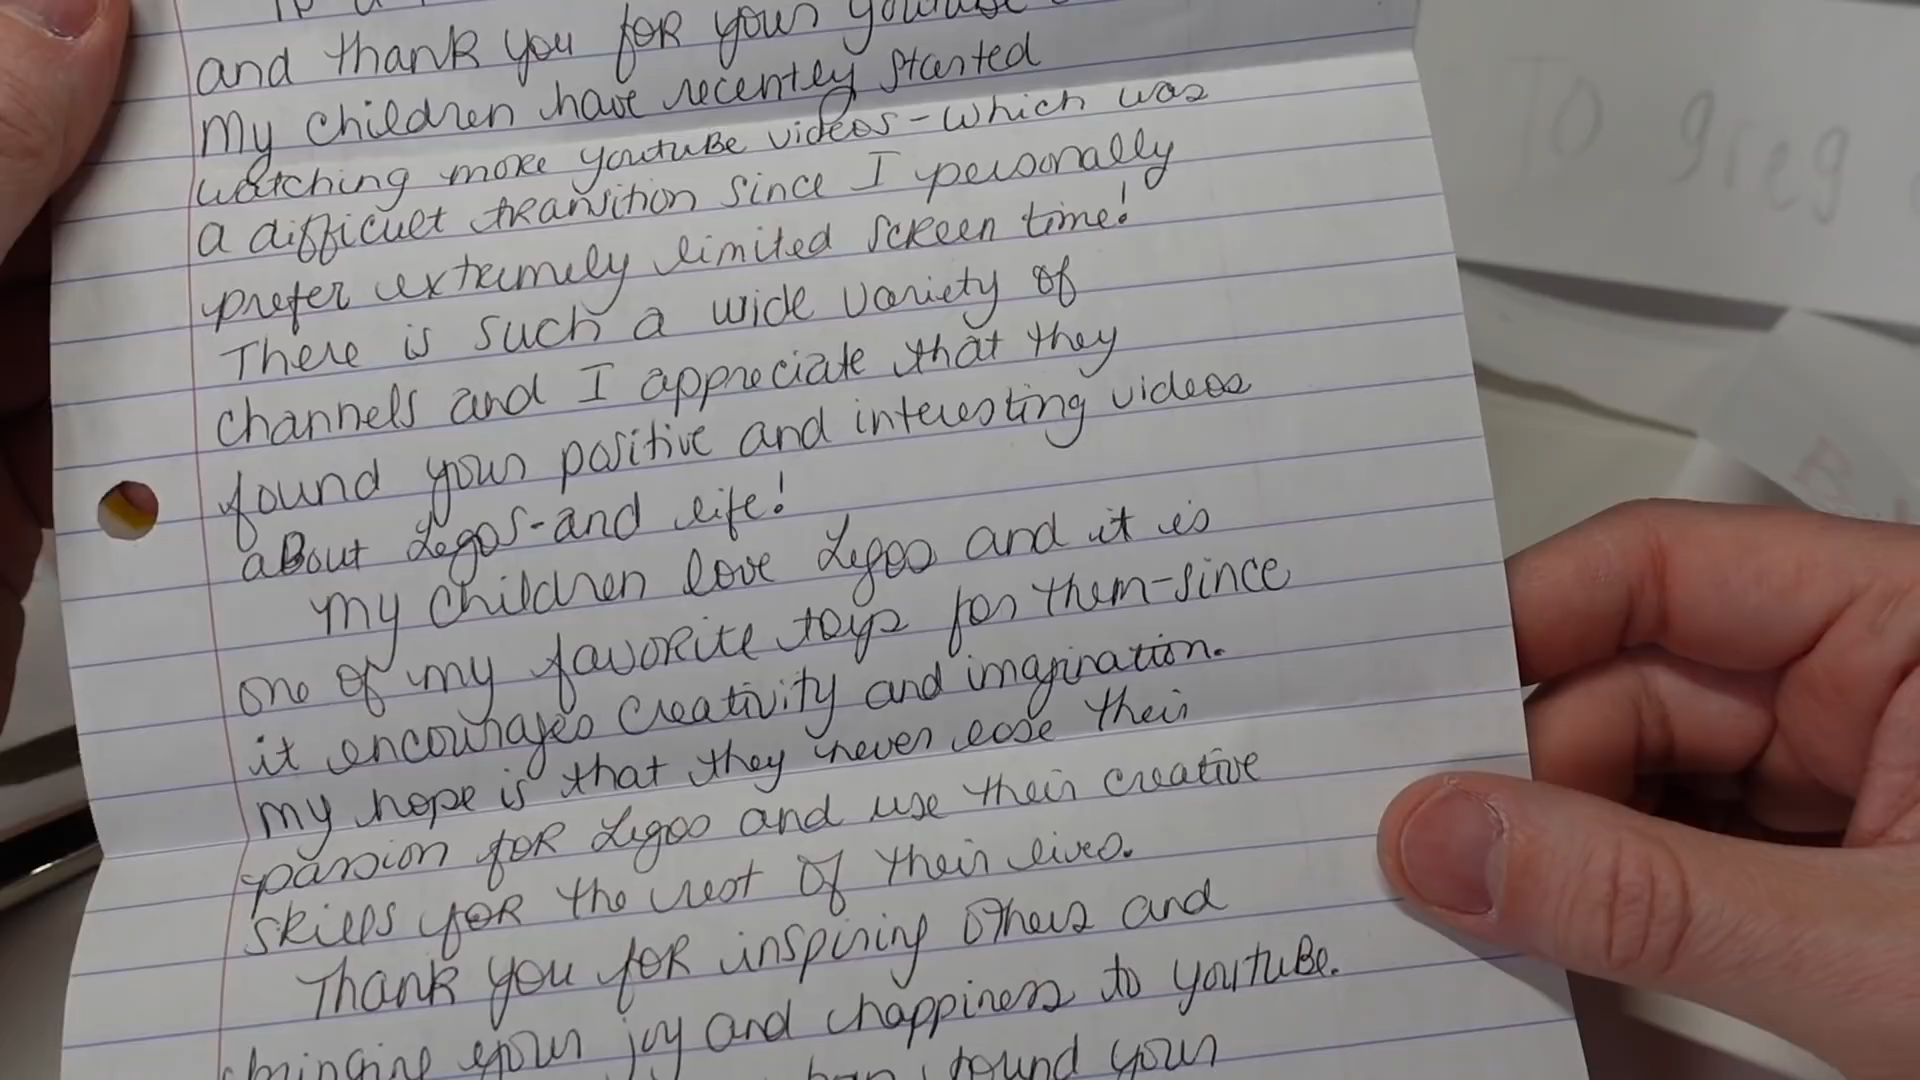 and thank you for your youtube
my children have recently started
watching more youtube videos - which was
a difficult transition since I personally
prefer extremely limited screen time!
There is such a wide variety of
channels and I appreciate that they
found your positive and interesting videos
about Legos - and life!
my children love Legos and it is
one of my favorite toys for them - since
it encourages creativity and imagination.
my hope is that they never lose their
passion for Legos and use their creative
skills for the rest of their lives.
Thank you for inspiring others and
bringing your joy and happiness to youtube.
found your
To greg